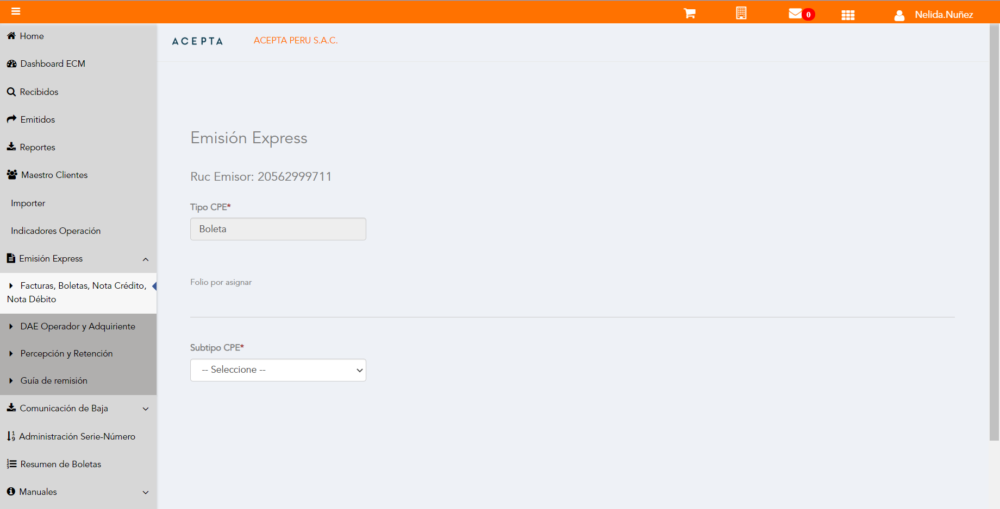 0
Nelida.Nuñez
Home
Dashboard ECM
Recibidos
Emitidos
Reportes
Maestro Clientes
Importer
Indicadores Operación
Emisión Express
Facturas, Boletas, Nota Crédito,
Nota Débito
DAE Operador y Adquiriente
Percepción y Retención
Guía de remisión
Comunicación de Baja
Administración Serie-Número
Resumen de Boletas
Manuales
ACEPTA
ACEPTA PERU S.A.C.
Emisión Express
Ruc Emisor: 20562999711
Tipo CPE*
Boleta
Folio por asignar
Subtipo CPE*
-- Seleccione --